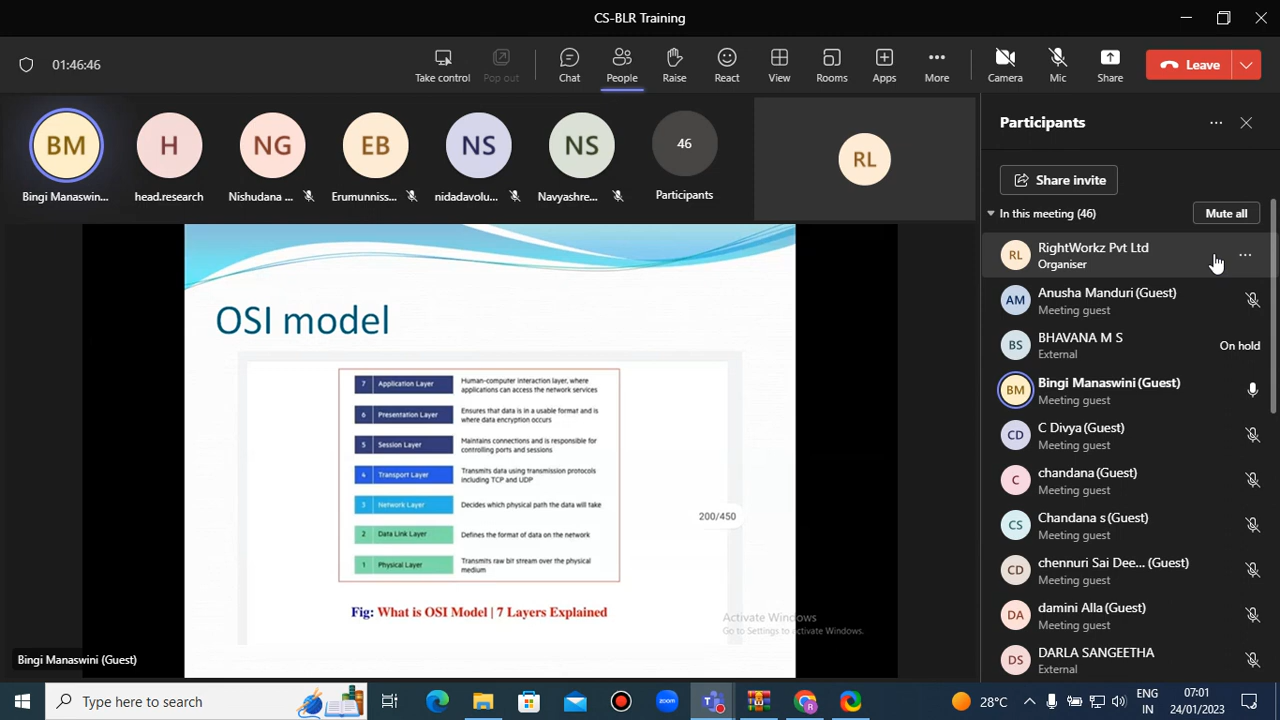 CS-BLR Training
01:46:46
Take control
Pop out
Chat
People
Raise
React
View
Rooms
Apps
More
Camera
Mic
Share
Leave
BM
H
NG
EB
NS
NS
46
RL
Bingi Manaswin...
head.research
Nishudana ...
Erumunniss...
nidadavolu...
Navyashre...
Participants
OSI model
7 Application Layer Human-computer interaction layer, where
applications can access the network services
6 Presentation Layer Ensures that data is in a usable format and is
where data encryption occurs
5 Session Layer Maintains connections and is responsible for
controlling ports and sessions
4 Transport Layer Transmits data using transmission protocols
including TCP and UDP
3 Network Layer Decides which physical path the data will take
2 Data Link Layer Defines the format of data on the network
1 Physical Layer Transmits raw bit stream over the physical
medium
200/450
Fig: What is OSI Model | 7 Layers Explained
Activate Windows
Go to Settings to activate Windows.
Bingi Manaswini (Guest)
Participants
Share invite
In this meeting (46)
Mute all
RL RightWorkz Pvt Ltd
Organiser
AM Anusha Manduri (Guest)
Meeting guest
BS BHAVANA M S
External
On hold
BM Bingi Manaswini (Guest)
Meeting guest
CD C Divya (Guest)
Meeting guest
C chandana (Guest)
Meeting guest
CS Chandana S (Guest)
Meeting guest
CD (Guest)
Meeting guest
DA Damini Alla (Guest)
Meeting guest
DS DARLA SANGEETHA
External
Type here to search
zoom
28°C
ENG
IN
07:01
24/01/2023